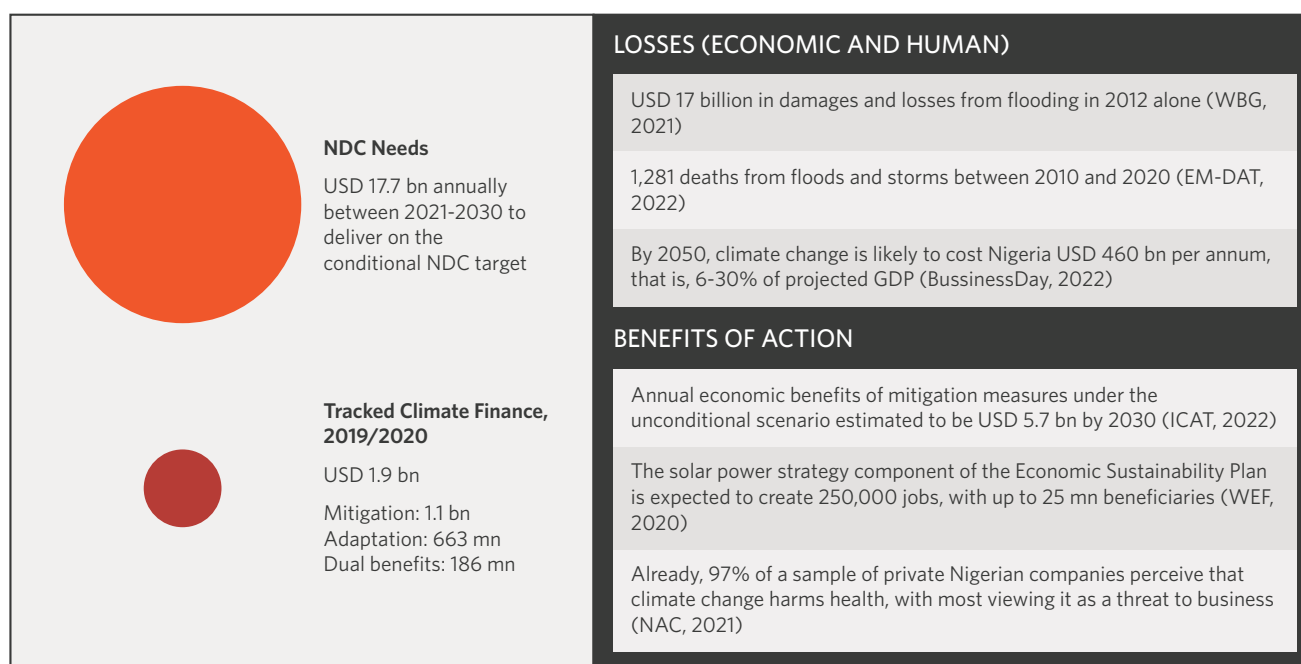 NDC Needs
USD 17.7 bn annually
between 2021-2030 to
deliver on the
conditional NDC target
Tracked Climate Finance,
2019/2020
USD 1.9 bn
Mitigation: 1.1 bn
Adaptation: 663 mn
Dual benefits: 186 mn
LOSSES (ECONOMIC AND HUMAN)
USD 17 billion in damages and losses from flooding in 2012 alone (WBG,
2021)
1,281 deaths from floods and storms between 2010 and 2020 (EM-DAT,
2022)
By 2050, climate change is likely to cost Nigeria USD 460 bn per annum,
that is, 6-30% of projected GDP (BussinessDay, 2022)
BENEFITS OF ACTION
Annual economic benefits of mitigation measures under the
unconditional scenario estimated to be USD 5.7 bn by 2030 (ICAT, 2022)
The solar power strategy component of the Economic Sustainability Plan
is expected to create 250,000 jobs, with up to 25 mn beneficiaries (WEF,
2020)
Already, 97% of a sample of private Nigerian companies perceive that
climate change harms health, with most viewing it as a threat to business
(NAC, 2021)